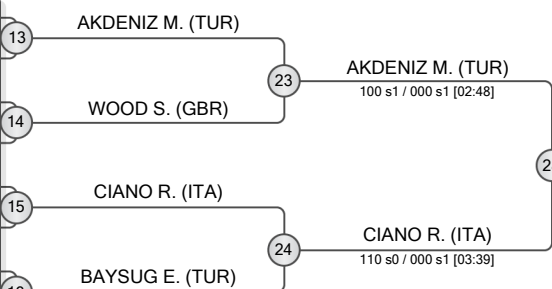 AKDENIZ M. (TUR)
13
23
AKDENIZ M. (TUR)
100 s1 / 000 s1 [02:48]
WOOD S. (GBR)
14
CIANO R. (ITA)
15
24
CIANO R. (ITA)
110 s0 / 000 s1 [03:39]
BAYSUG E. (TUR)